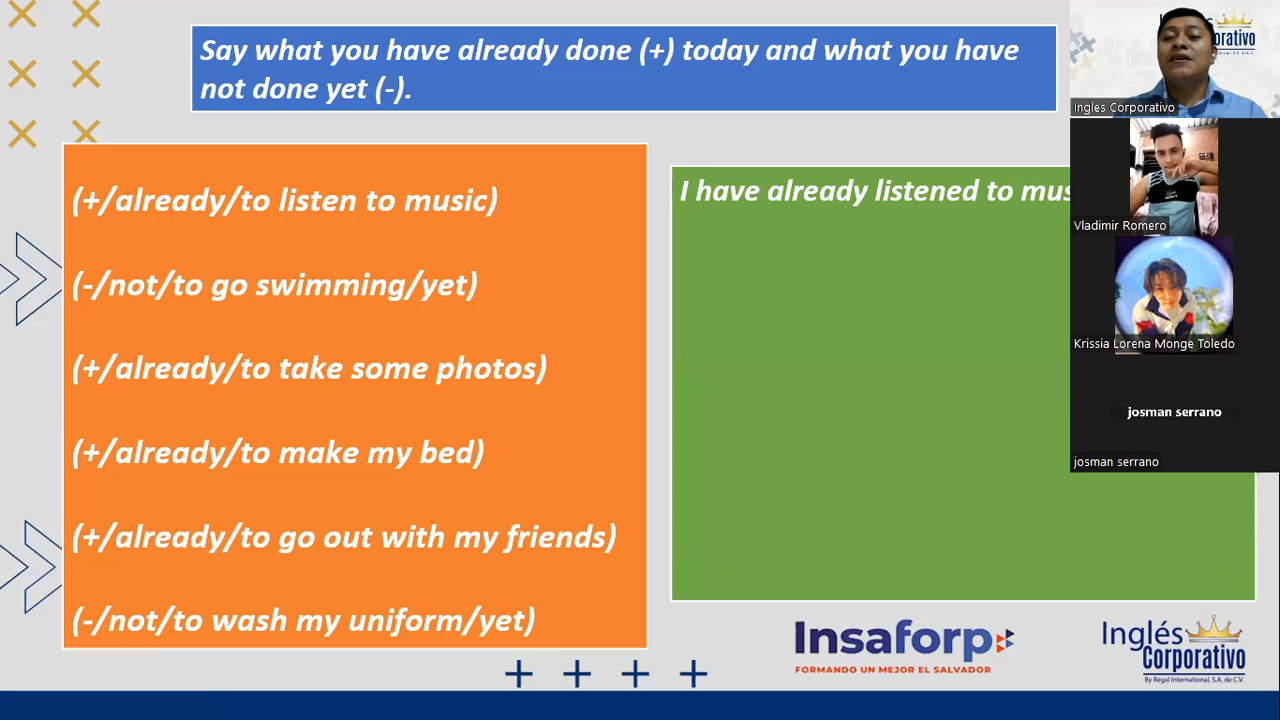 Say what you have already done (+) today and what you have
not done yet (-).
(+/already/to listen to music)
(-/not/to go swimming/yet)
(+/already/to take some photos)
(+/already/to make my bed)
(+/already/to go out with my friends)
(-/not/to wash my uniform/yet)
I have already listened to mus
Ingles Corporativo
Vladimir Romero
Krissia Lorena Monge Toledo
josman serrano
josman serrano
Insaforp
FORMANDO UN MEJOR EL SALVADOR
Inglés
Corporativo
By Regal International, S.A. de C.V.